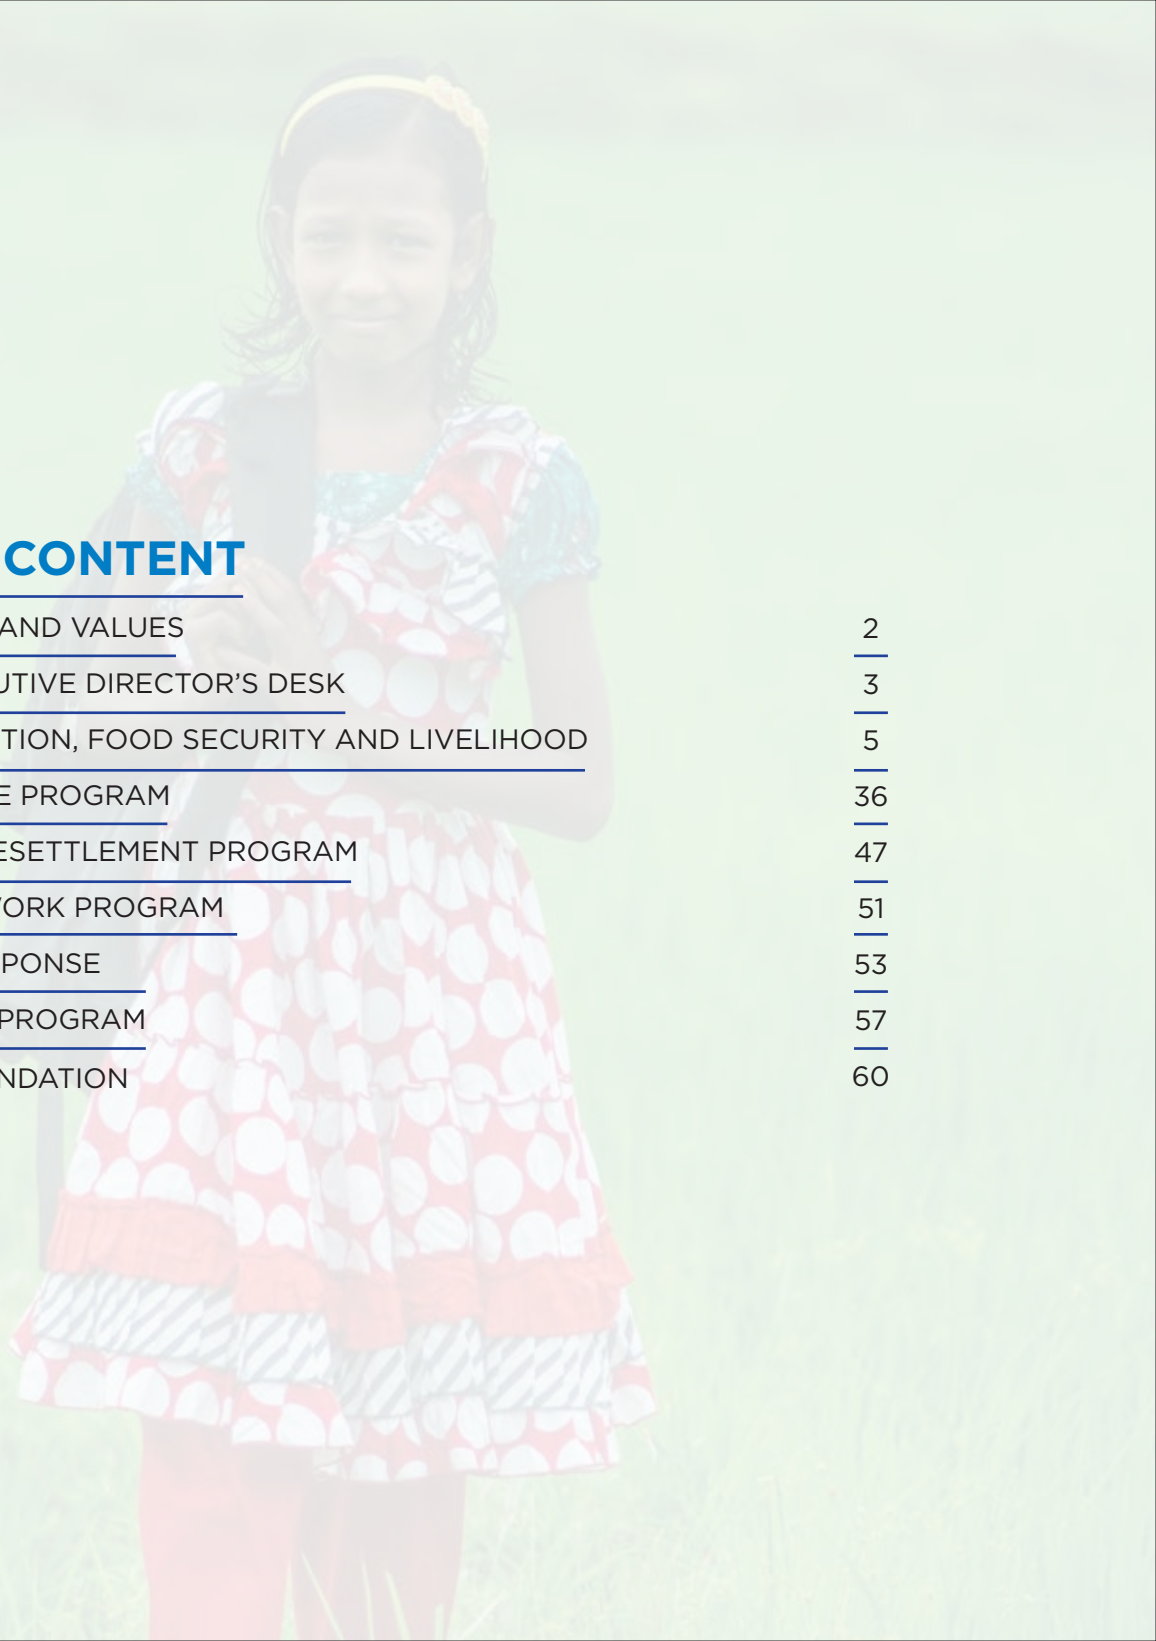 CONTENT
AND VALUES 2
UTIVE DIRECTOR'S DESK 3
TION, FOOD SECURITY AND LIVELIHOOD 5
E PROGRAM 36
ESETTLEMENT PROGRAM 47
WORK PROGRAM 51
PONSE 53
PROGRAM 57
NDATION 60